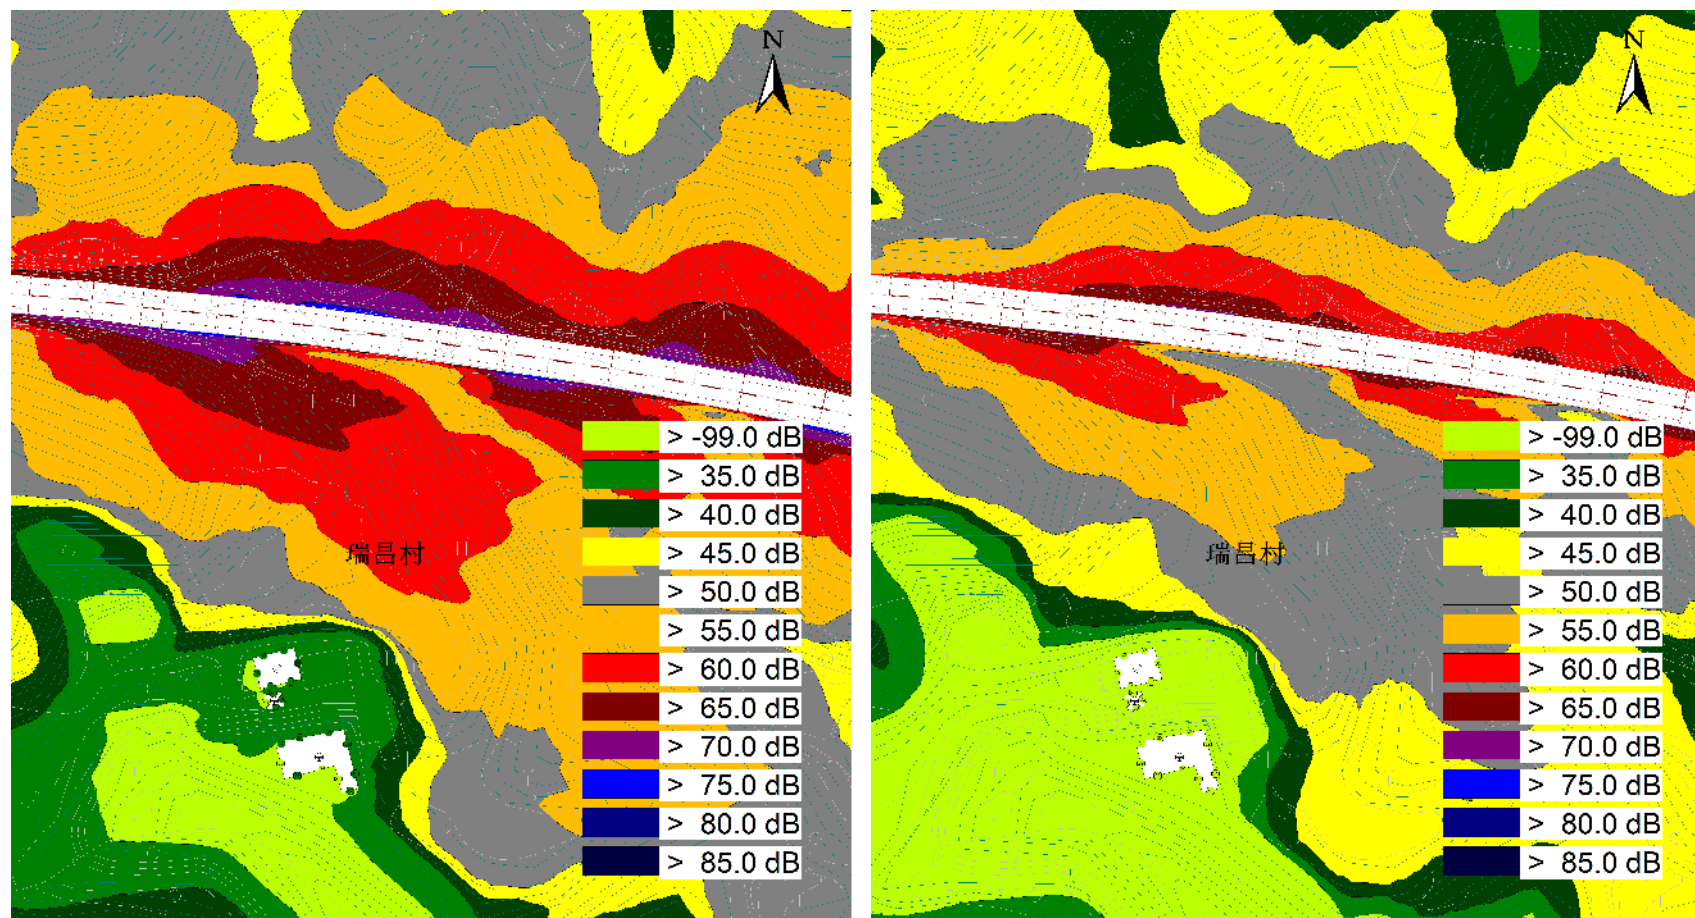 N
瑞昌村
> -99.0 dB
> 35.0 dB
> 40.0 dB
> 45.0 dB
> 50.0 dB
> 55.0 dB
> 60.0 dB
> 65.0 dB
> 70.0 dB
> 75.0 dB
> 80.0 dB
> 85.0 dB
N
瑞昌村
> -99.0 dB
> 35.0 dB
> 40.0 dB
> 45.0 dB
> 50.0 dB
> 55.0 dB
> 60.0 dB
> 65.0 dB
> 70.0 dB
> 75.0 dB
> 80.0 dB
> 85.0 dB